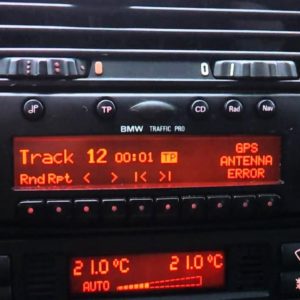 0
TP CD Rad Nav
BMW TRAFFIC PRO
Track 12 00:01 TP
GPS
ANTENNA
ERROR
Rnd Rpt < > |< >|
21.0°C 21.0°C
AUTO